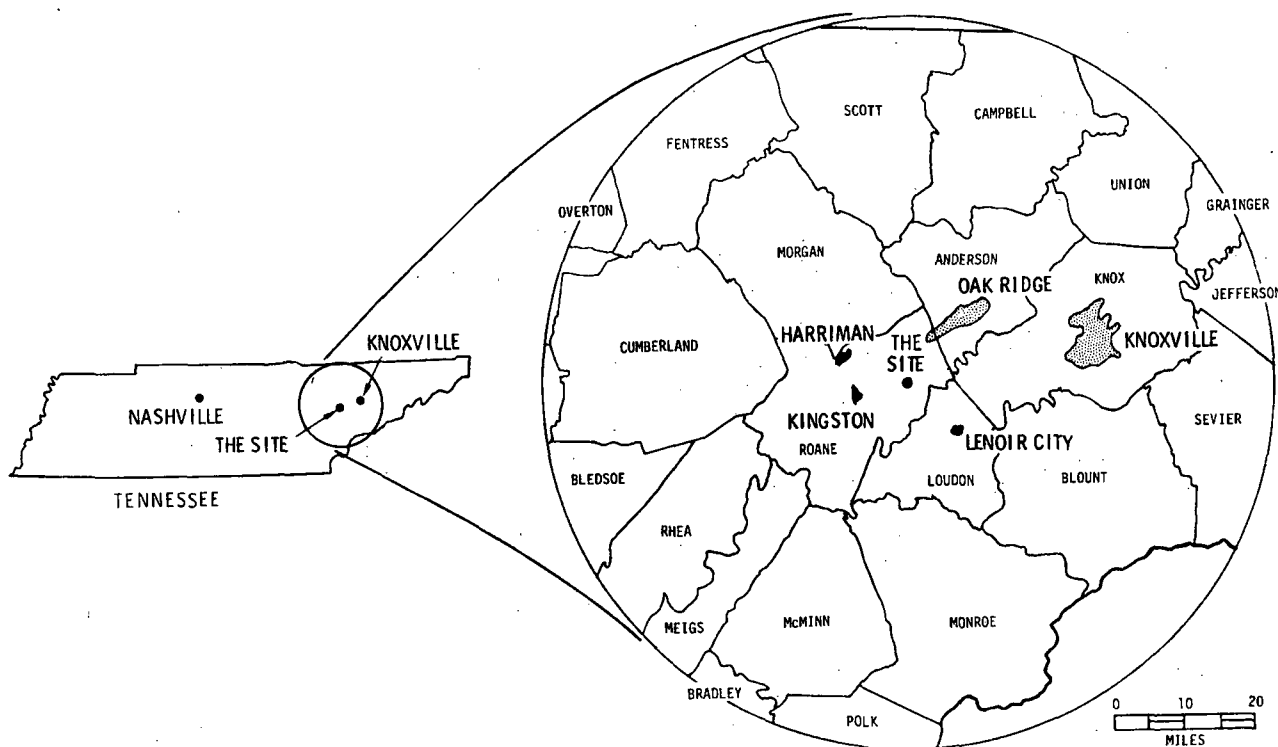 NASHVILLE
THE SITE
KNOXVILLE
TENNESSEE
SCOTT
CAMPBELL
FENTRESS
UNION
OVERTON
GRAINGER
MORGAN
ANDERSON
OAK RIDGE
KNOX
JEFFERSON
HARRIMAN
THE
SITE
KNOXVILLE
CUMBERLAND
KINGSTON
ROANE
LENOIR CITY
SEVIER
BLEDSOE
LOUDON
BLOUNT
RHEA
MEIGS
McMINN
MONROE
BRADLEY
POLK
0 10 20
MILES